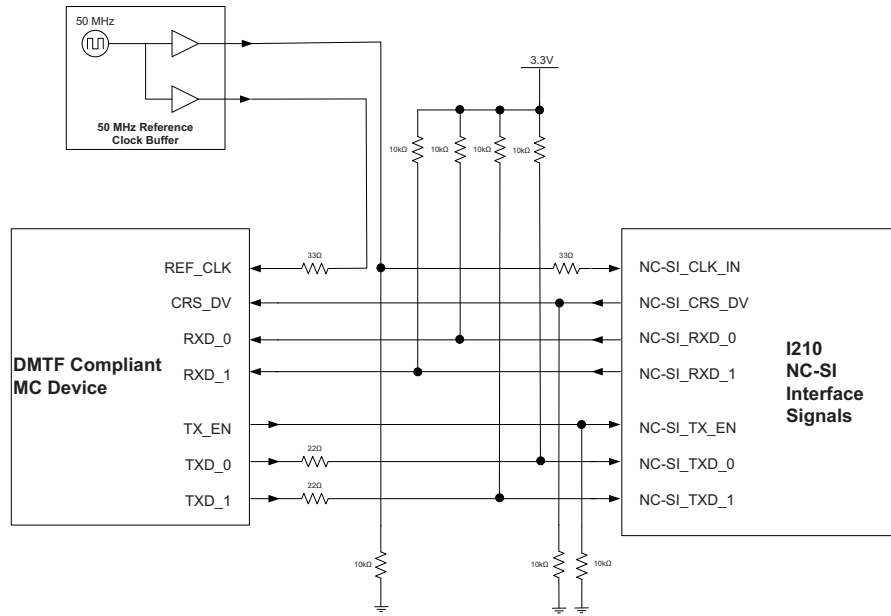 50 MHz
50 MHz Reference
Clock Buffer
3.3V
10kΩ
10kΩ
10kΩ
10kΩ
33Ω
33Ω
REF_CLK
CRS_DV
RXD_0
RXD_1
TX_EN
TXD_0
TXD_1
DMTF Compliant
MC Device
22Ω
22Ω
NC-SI_CLK_IN
NC-SI_CRS_DV
NC-SI_RXD_0
NC-SI_RXD_1
NC-SI_TX_EN
NC-SI_TXD_0
NC-SI_TXD_1
I210
NC-SI
Interface
Signals
10kΩ
10kΩ
10kΩ